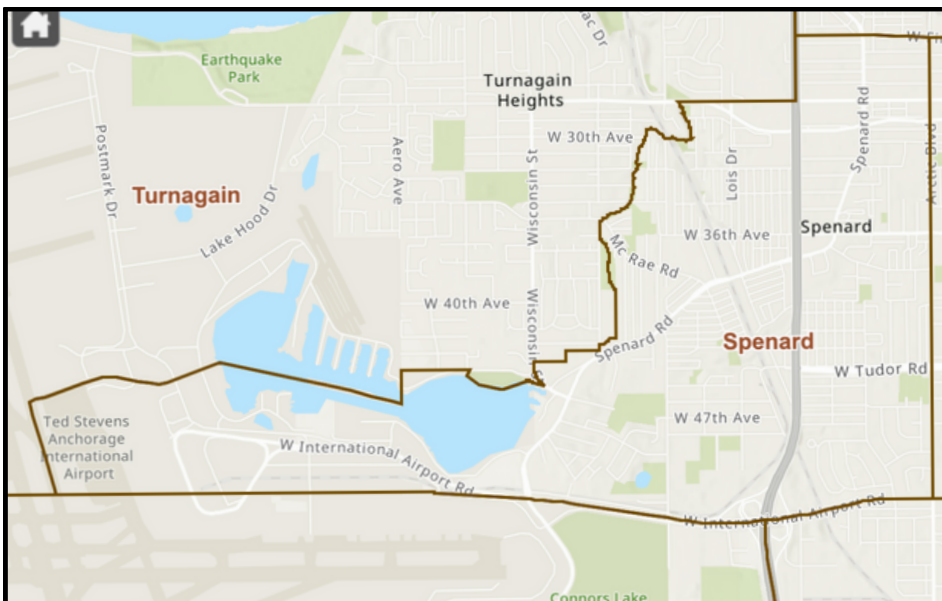 Earthquake
Park
Turnagain
Heights
W 30th Ave
Postmark Dr
Aero Ave
Wisconsin St
Lois Dr
Spenard Rd
Arctic Blvd
Turnagain
Lake Hood Dr
W 36th Ave
Spenard
Mc Rae Rd
W 40th Ave
Spenard Rd
Spenard
W Tudor Rd
Ted Stevens
Anchorage
International
Airport
W 47th Ave
W International Airport Rd
W International Airport Rd
Connors Lake